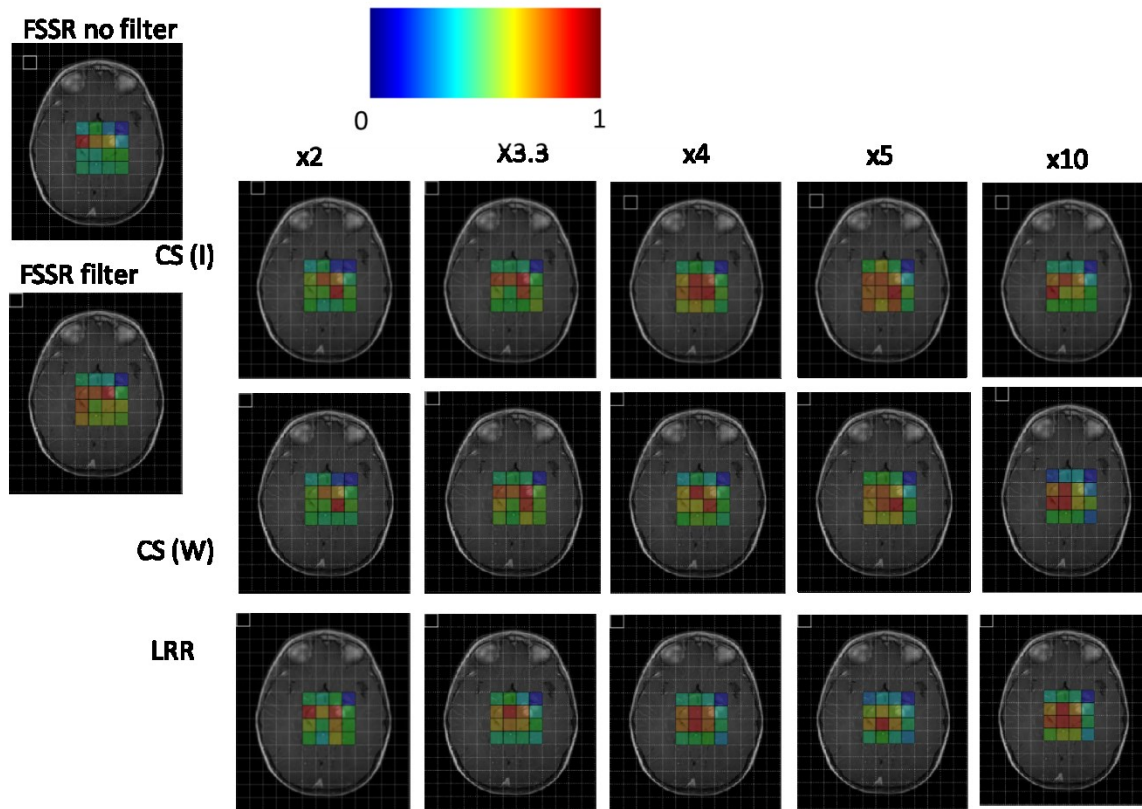 FSSR no filter
0
1
x2
X3.3
x4
x5
x10
CS (I)
FSSR filter
CS (W)
LRR